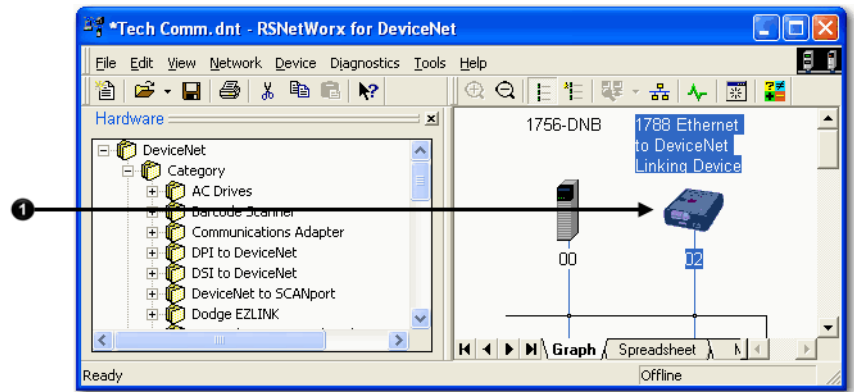 *Tech Comm.dnt - RSNetWorx for DeviceNet
File Edit View Network Device Diagnostics Tools Help
Hardware
DeviceNet
Category
AC Drives
Barcode Scanner
Communications Adapter
DPI to DeviceNet
DSI to DeviceNet
DeviceNet to SCANport
Dodge EZLINK
1756-DNB
1788 Ethernet
to DeviceNet
Linking Device
1
00
02
Graph Spreadsheet
Ready Offline